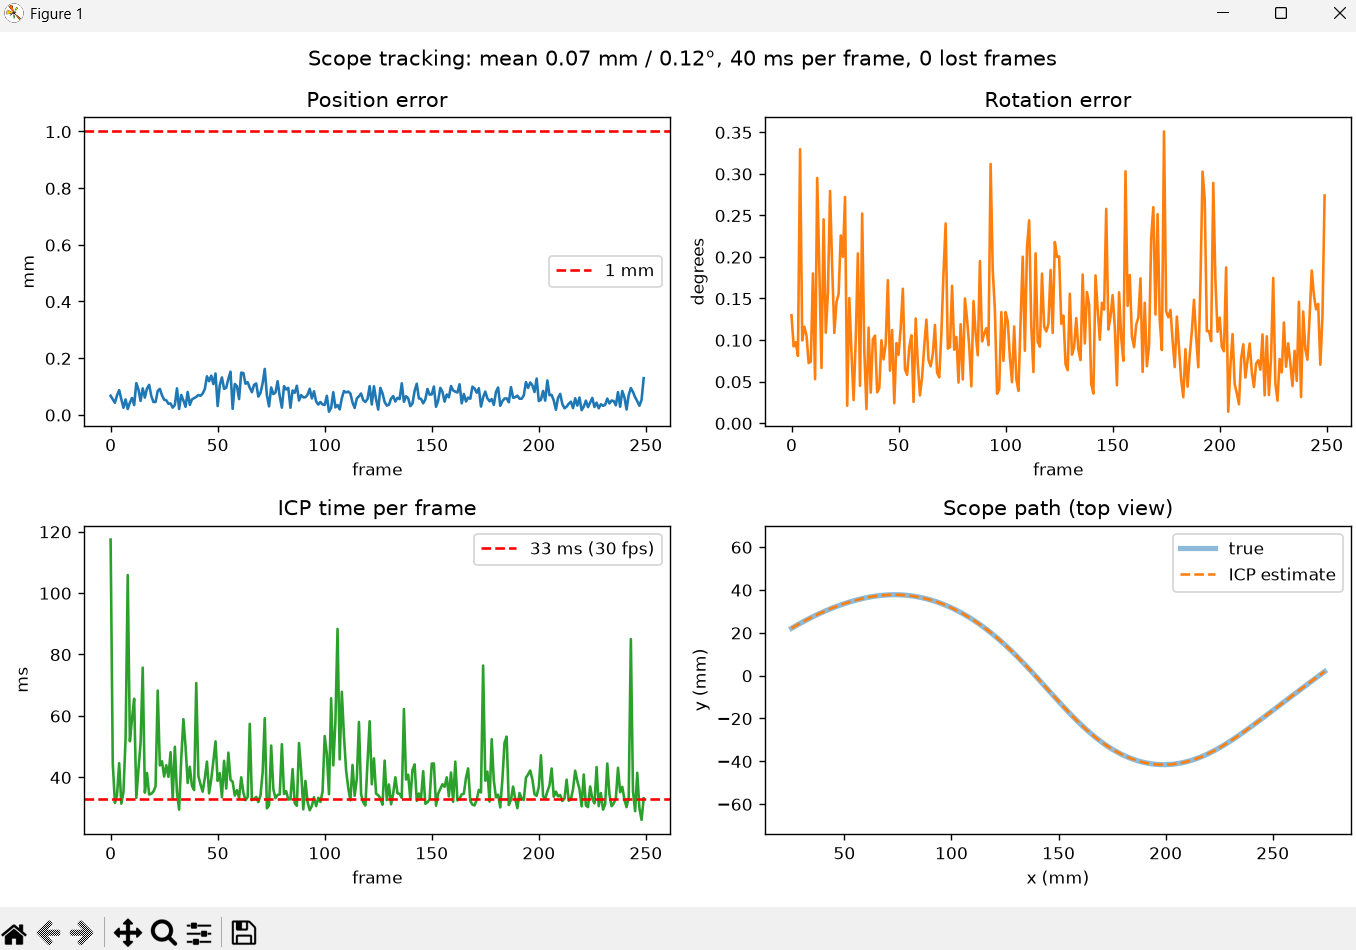 Figure 1
Scope tracking: mean 0.07 mm / 0.12°, 40 ms per frame, 0 lost frames
Position error
1.0
0.8
0.6
0.4
0.2
0.0
mm
1 mm
0
50
100
150
200
250
frame
Rotation error
0.35
0.30
0.25
0.20
0.15
0.10
0.05
0.00
degrees
0
50
100
150
200
250
frame
ICP time per frame
120
100
80
60
40
ms
33 ms (30 fps)
0
50
100
150
200
250
frame
Scope path (top view)
60
40
20
0
−20
−40
−60
y (mm)
true
ICP estimate
50
100
150
200
250
x (mm)